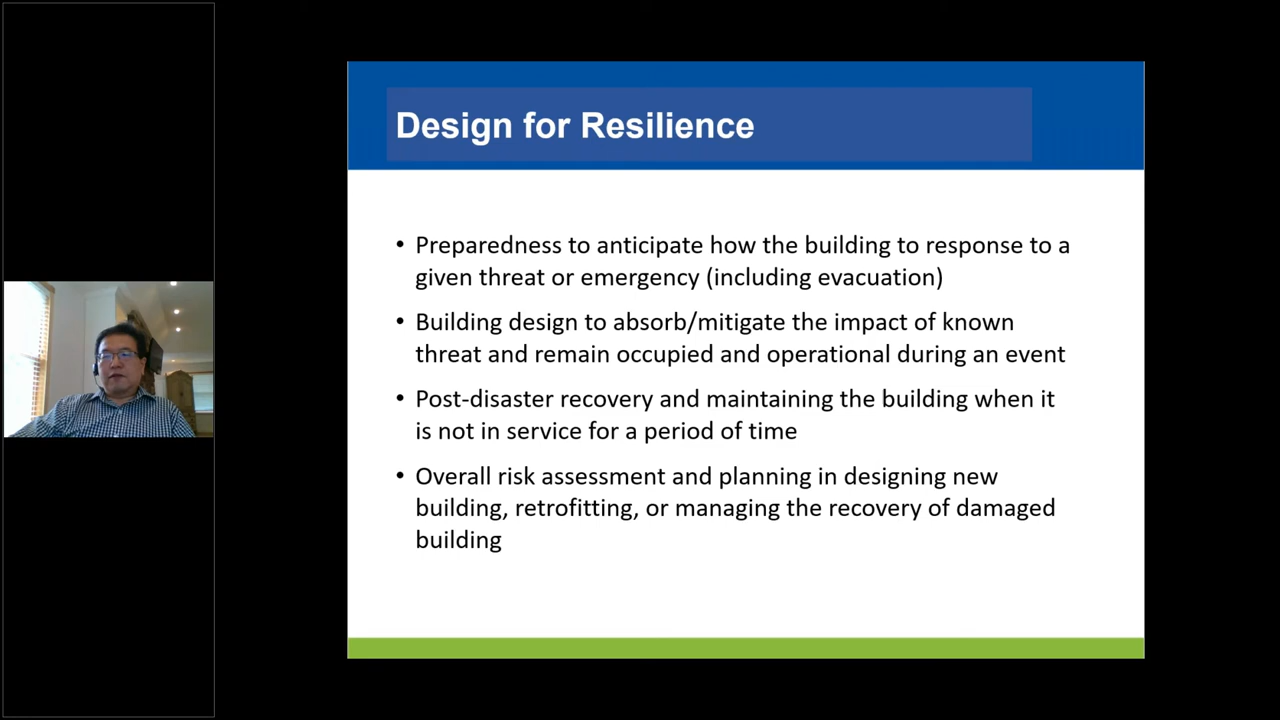 Design for Resilience
• Preparedness to anticipate how the building to response to a
given threat or emergency (including evacuation)
• Building design to absorb/mitigate the impact of known
threat and remain occupied and operational during an event
• Post-disaster recovery and maintaining the building when it
is not in service for a period of time
• Overall risk assessment and planning in designing new
building, retrofitting, or managing the recovery of damaged
building